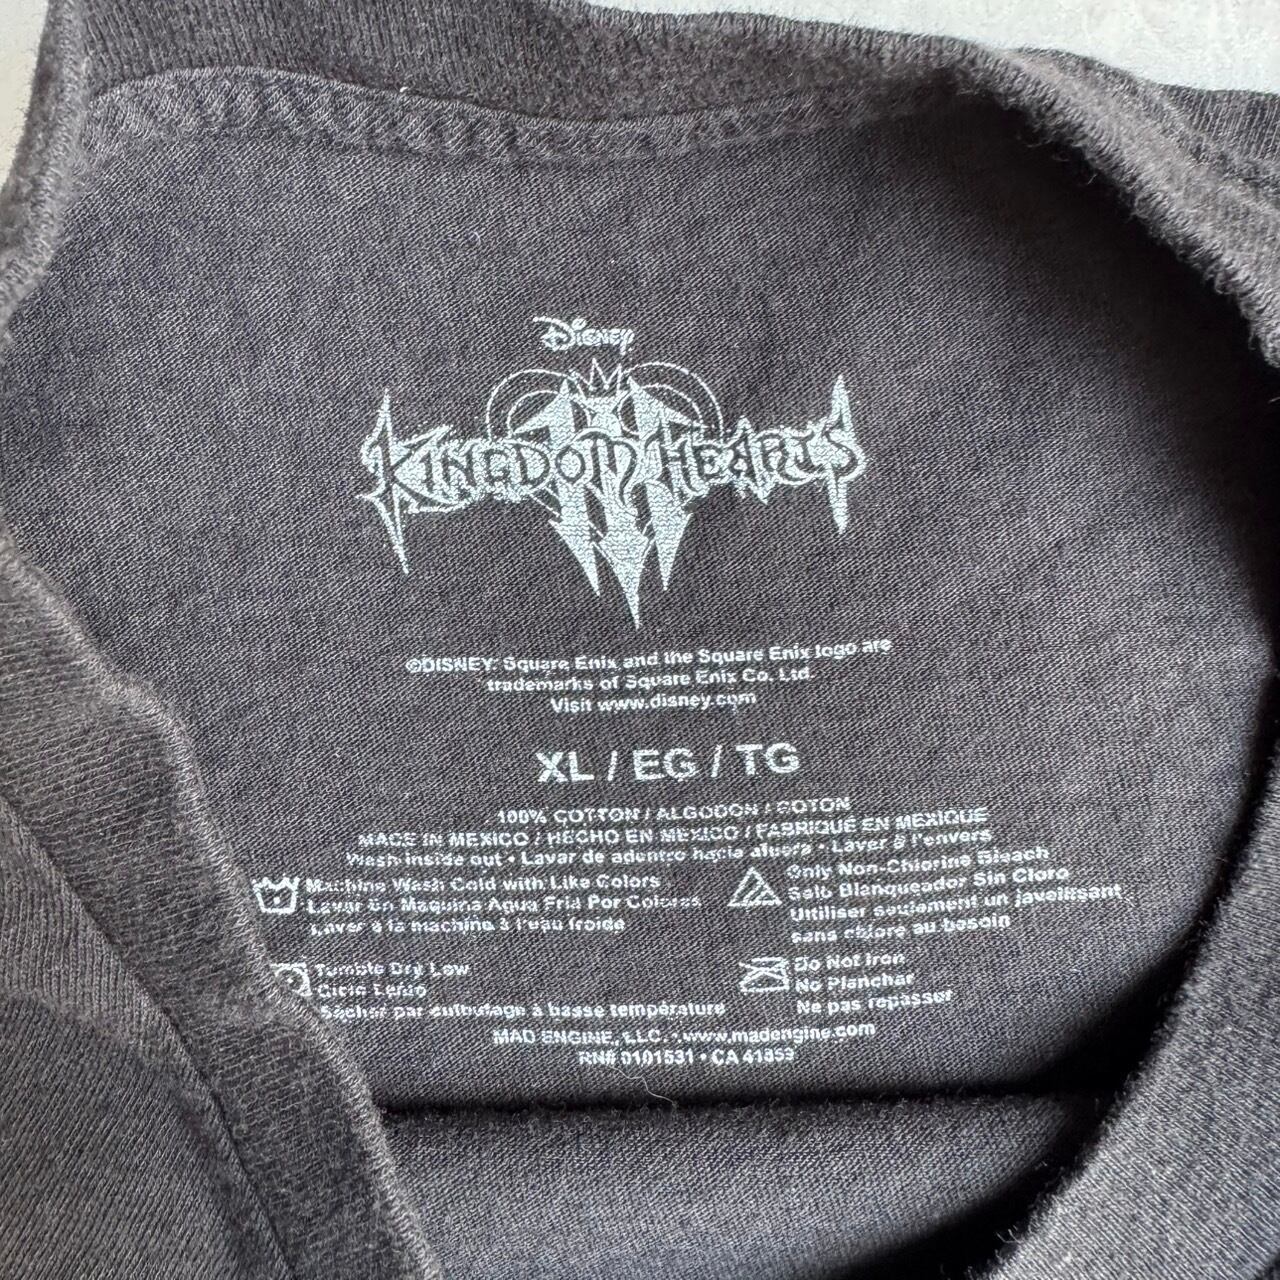 Disney
KINGDOM HEARTS
III
©DISNEY. Square Enix and the Square Enix logo are
trademarks of Square Enix Co. Ltd.
Visit www.disney.com
XL / EG / TG
100% COTTON / ALGODON / COTON
MADE IN MEXICO / HECHO EN MEXICO / FABRIQUÉ EN MEXIQUE
Wash inside out • Lavar de adentro hacia afuera • Laver à l'envers
Machine Wash Cold with Like Colors
Lavar En Maquina Agua Fria Por Colores
Laver à la machine à l'eau froide
Only Non-Chlorine Bleach
Solo Blanqueador Sin Cloro
Utiliser seulement un javellisant
sans chlore au besoin
Tumble Dry Low
Ciclo Lento
Sécher par culbutage à basse température
Do Not Iron
No Planchar
Ne pas repasser
MAD ENGINE, LLC. • www.madengine.com
RN# 0101531 • CA 41853